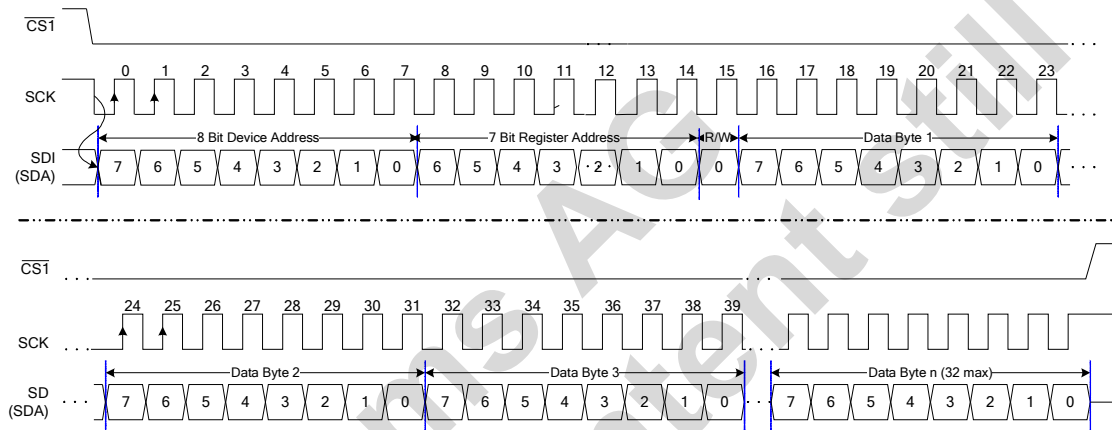 CS1
0 1 2 3 4 5 6 7 8 9 10 11 12 13 14 15 16 17 18 19 20 21 22 23
SCK
8 Bit Device Address 7 Bit Register Address R/W Data Byte 1
SDI
(SDA)
7 6 5 4 3 2 1 0 6 5 4 3 2 1 0 0 7 6 5 4 3 2 1 0
CS1
24 25 26 27 28 29 30 31 32 33 34 35 36 37 38 39
SCK
Data Byte 2 Data Byte 3 Data Byte n (32 max)
SD
(SDA)
7 6 5 4 3 2 1 0 7 6 5 4 3 2 1 0 7 6 5 4 3 2 1 0
ms AG
tent still